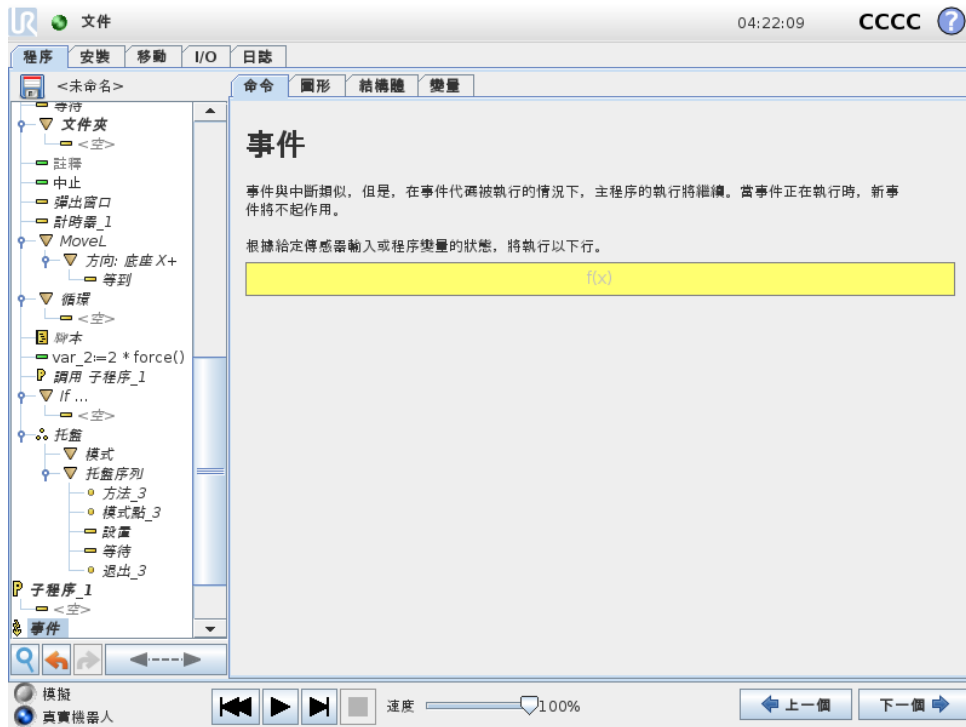 UR 文件 04:22:09 CCCC ?
程序 安裝 移動 I/O 日誌
<未命名>
命令 圖形 結構體 變量
等待
文件夾
<空>
註釋
中止
彈出窗口
計時器_1
MoveL
方向: 底座 X+
等到
循環
<空>
腳本
var_2:=2 * force()
調用 子程序_1
If ...
<空>
托盤
模式
托盤序列
方法_3
模式點_3
設置
等待
退出_3
子程序_1
<空>
事件
事件
事件與中斷類似，但是，在事件代碼被執行的情況下，主程序的執行將繼續。當事件正在執行時，新事
件將不起作用。
根據給定傳感器輸入或程序變量的狀態，將執行以下行。
f(x)
模擬
真實機器人
速度 100%
上一個 下一個